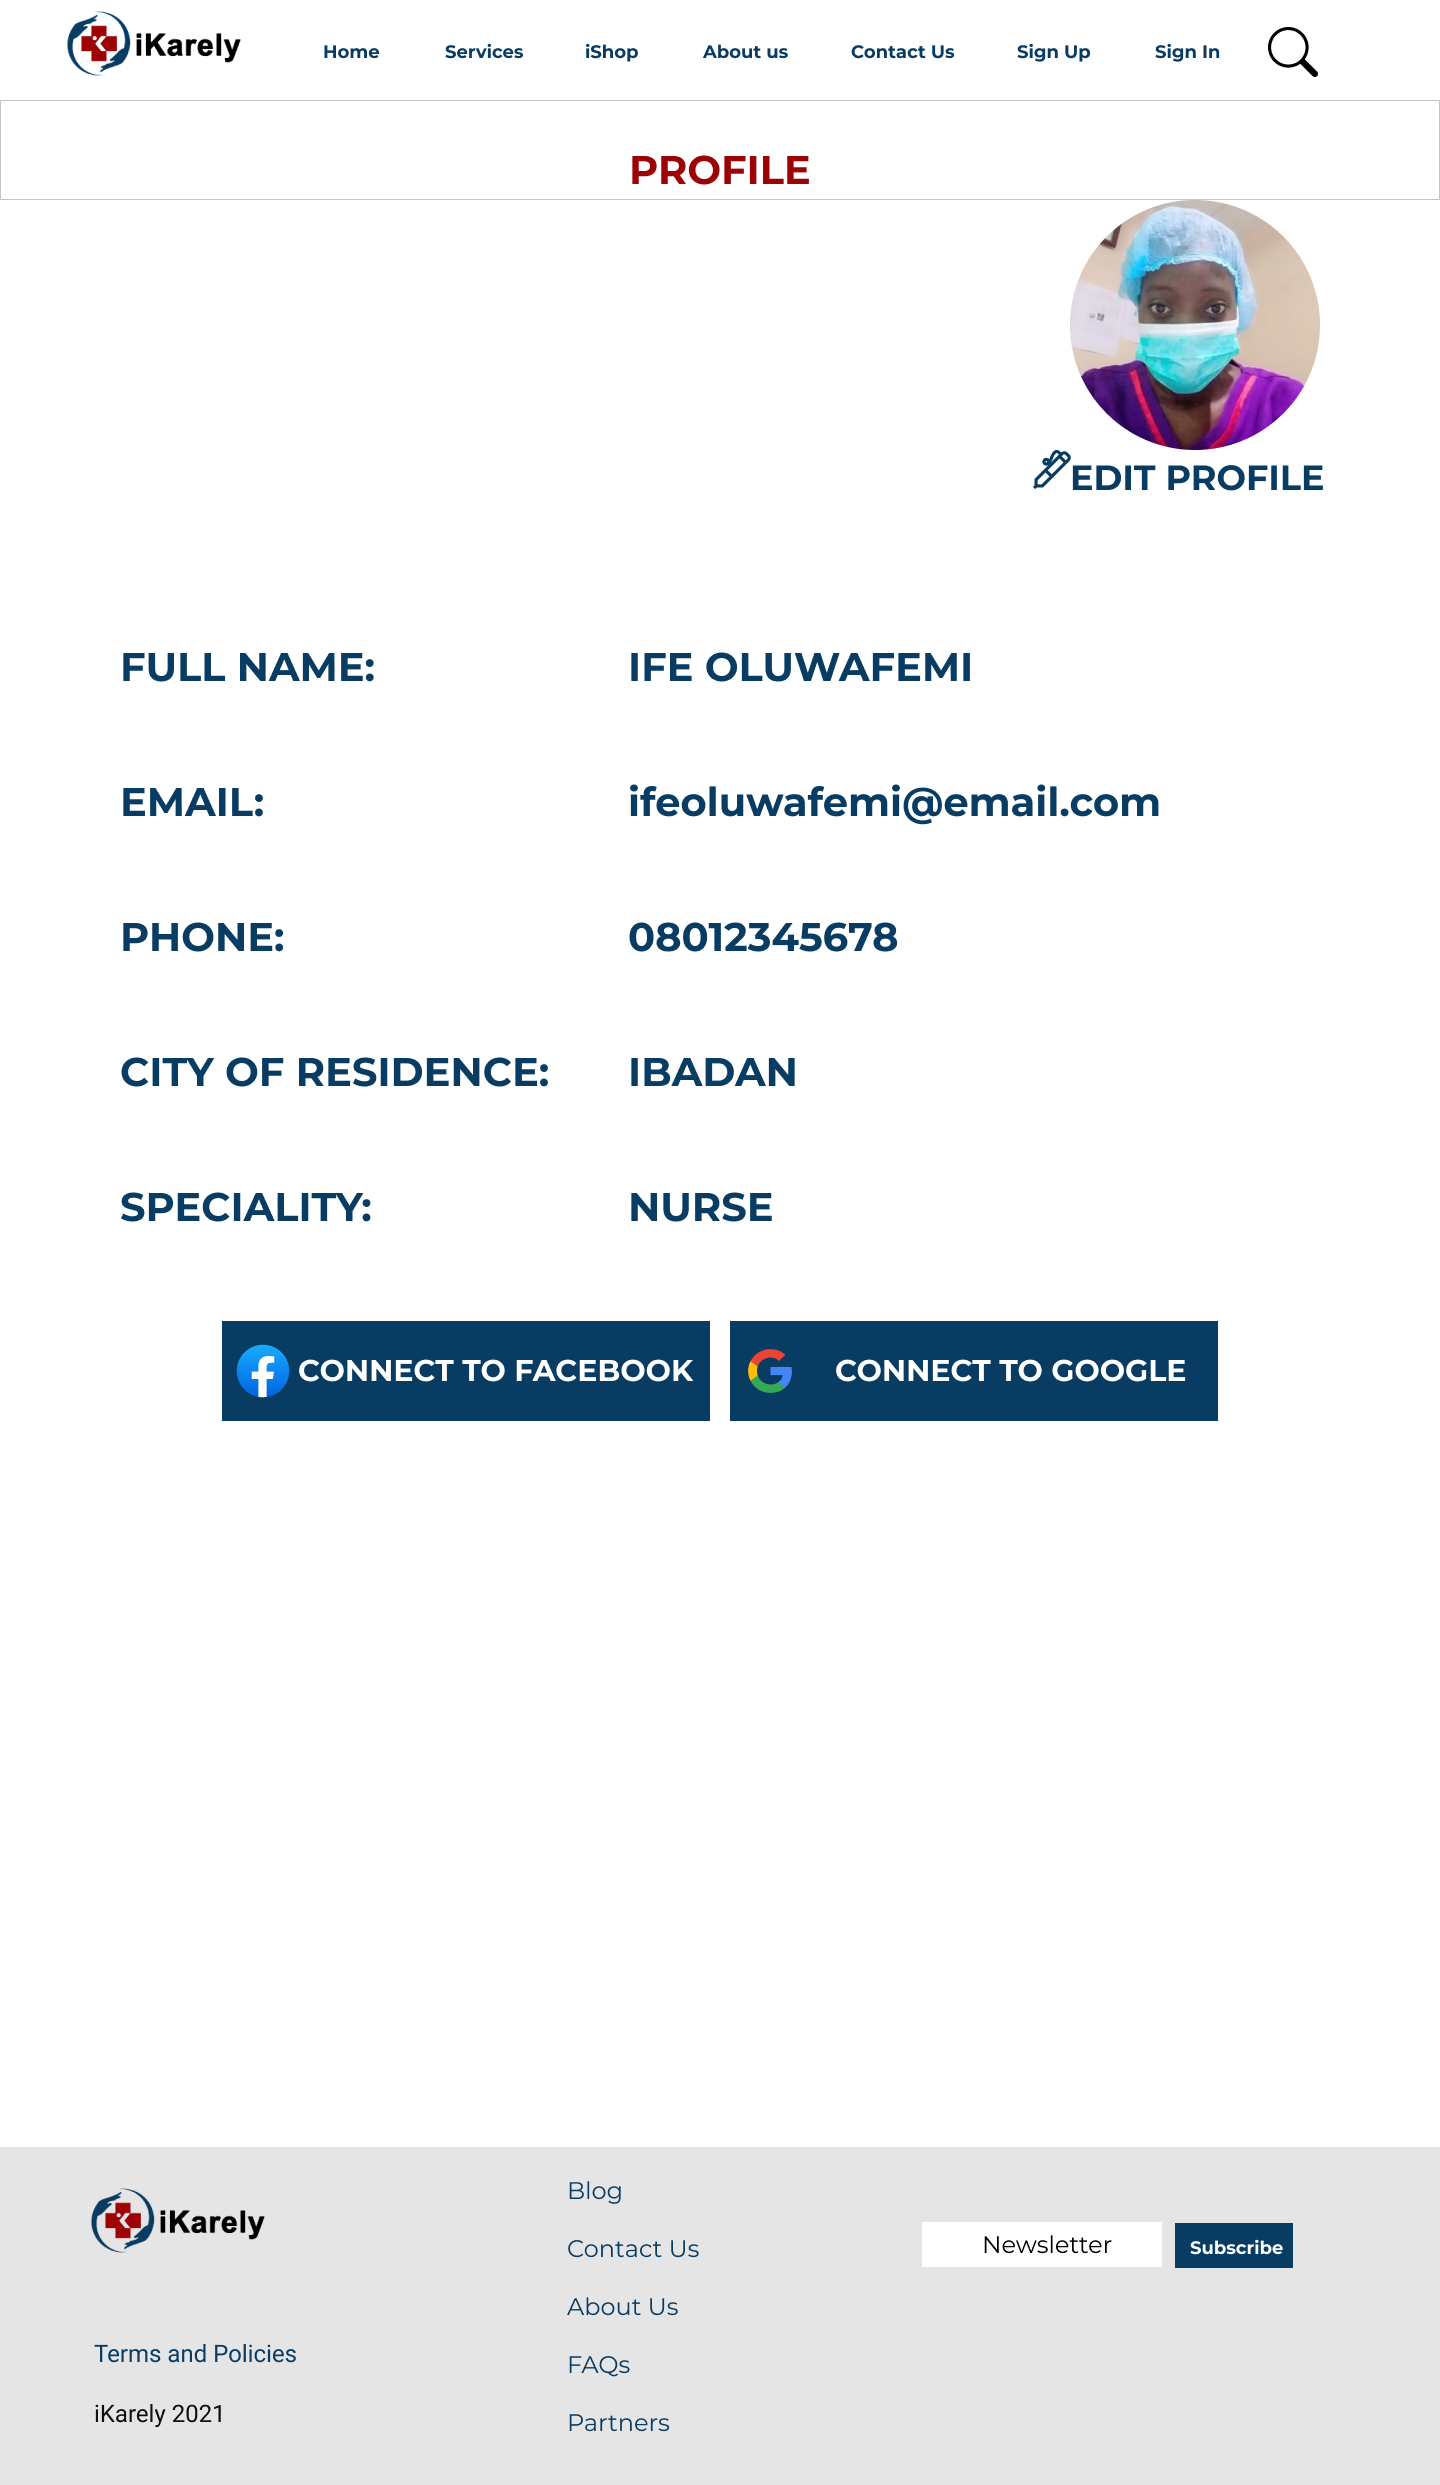 iKarely
Home Services iShop About us Contact Us Sign Up Sign In
PROFILE
EDIT PROFILE
FULL NAME: IFE OLUWAFEMI
EMAIL: ifeoluwafemi@email.com
PHONE: 08012345678
CITY OF RESIDENCE: IBADAN
SPECIALITY: NURSE
CONNECT TO FACEBOOK CONNECT TO GOOGLE
iKarely
Terms and Policies
iKarely 2021
Blog
Contact Us
About Us
FAQs
Partners
Newsletter Subscribe